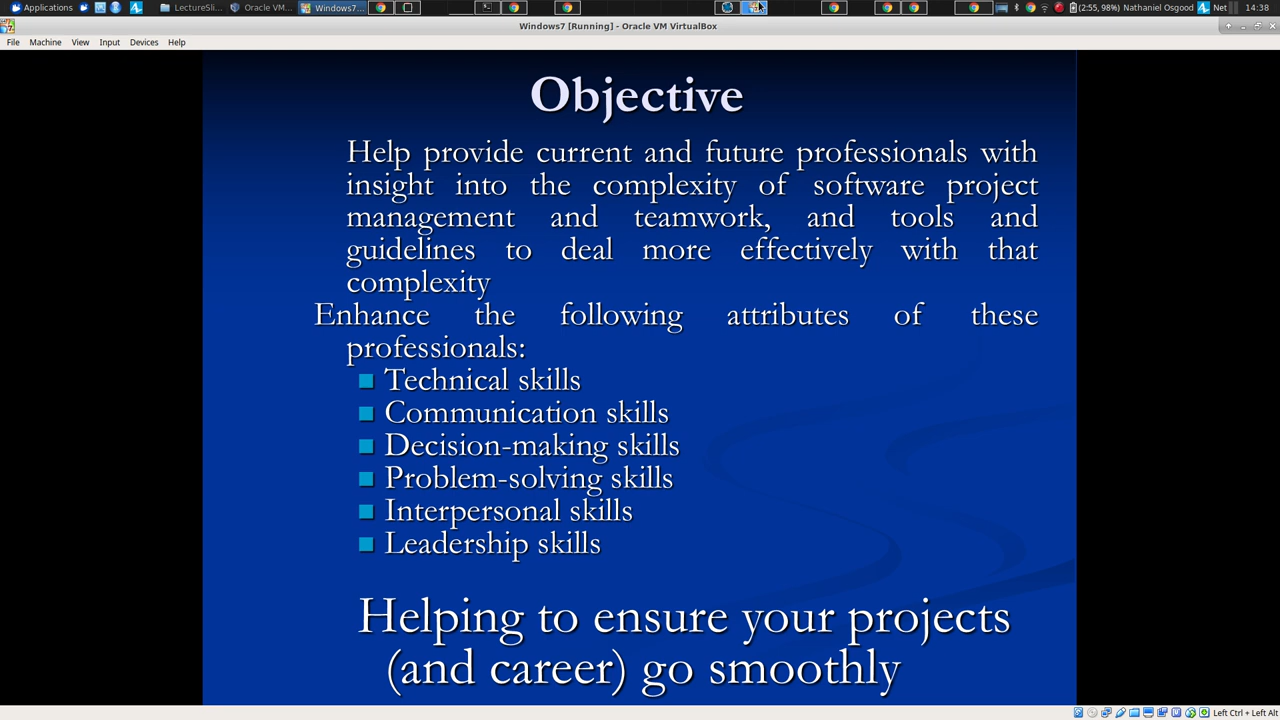 Applications
LectureSli...
Oracle VM...
Windows7...
(2:55, 98%)
Nathaniel Osgood
Net
14:38
Windows7 [Running] - Oracle VM VirtualBox
File Machine View Input Devices Help
Objective
Help provide current and future professionals with
insight into the complexity of software project
management and teamwork, and tools and
guidelines to deal more effectively with that
complexity
Enhance the following attributes of these
professionals:
Technical skills
Communication skills
Decision-making skills
Problem-solving skills
Interpersonal skills
Leadership skills
Helping to ensure your projects
(and career) go smoothly
Left Ctrl + Left Alt